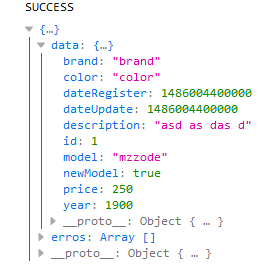 SUCCESS
{…}
data: {…}
brand: "brand"
color: "color"
dateRegister: 1486004400000
dateUpdate: 1486004400000
description: "asd as das d"
id: 1
model: "mzzode"
newModel: true
price: 250
year: 1900
__proto__: Object { … }
erros: Array []
__proto__: Object { … }